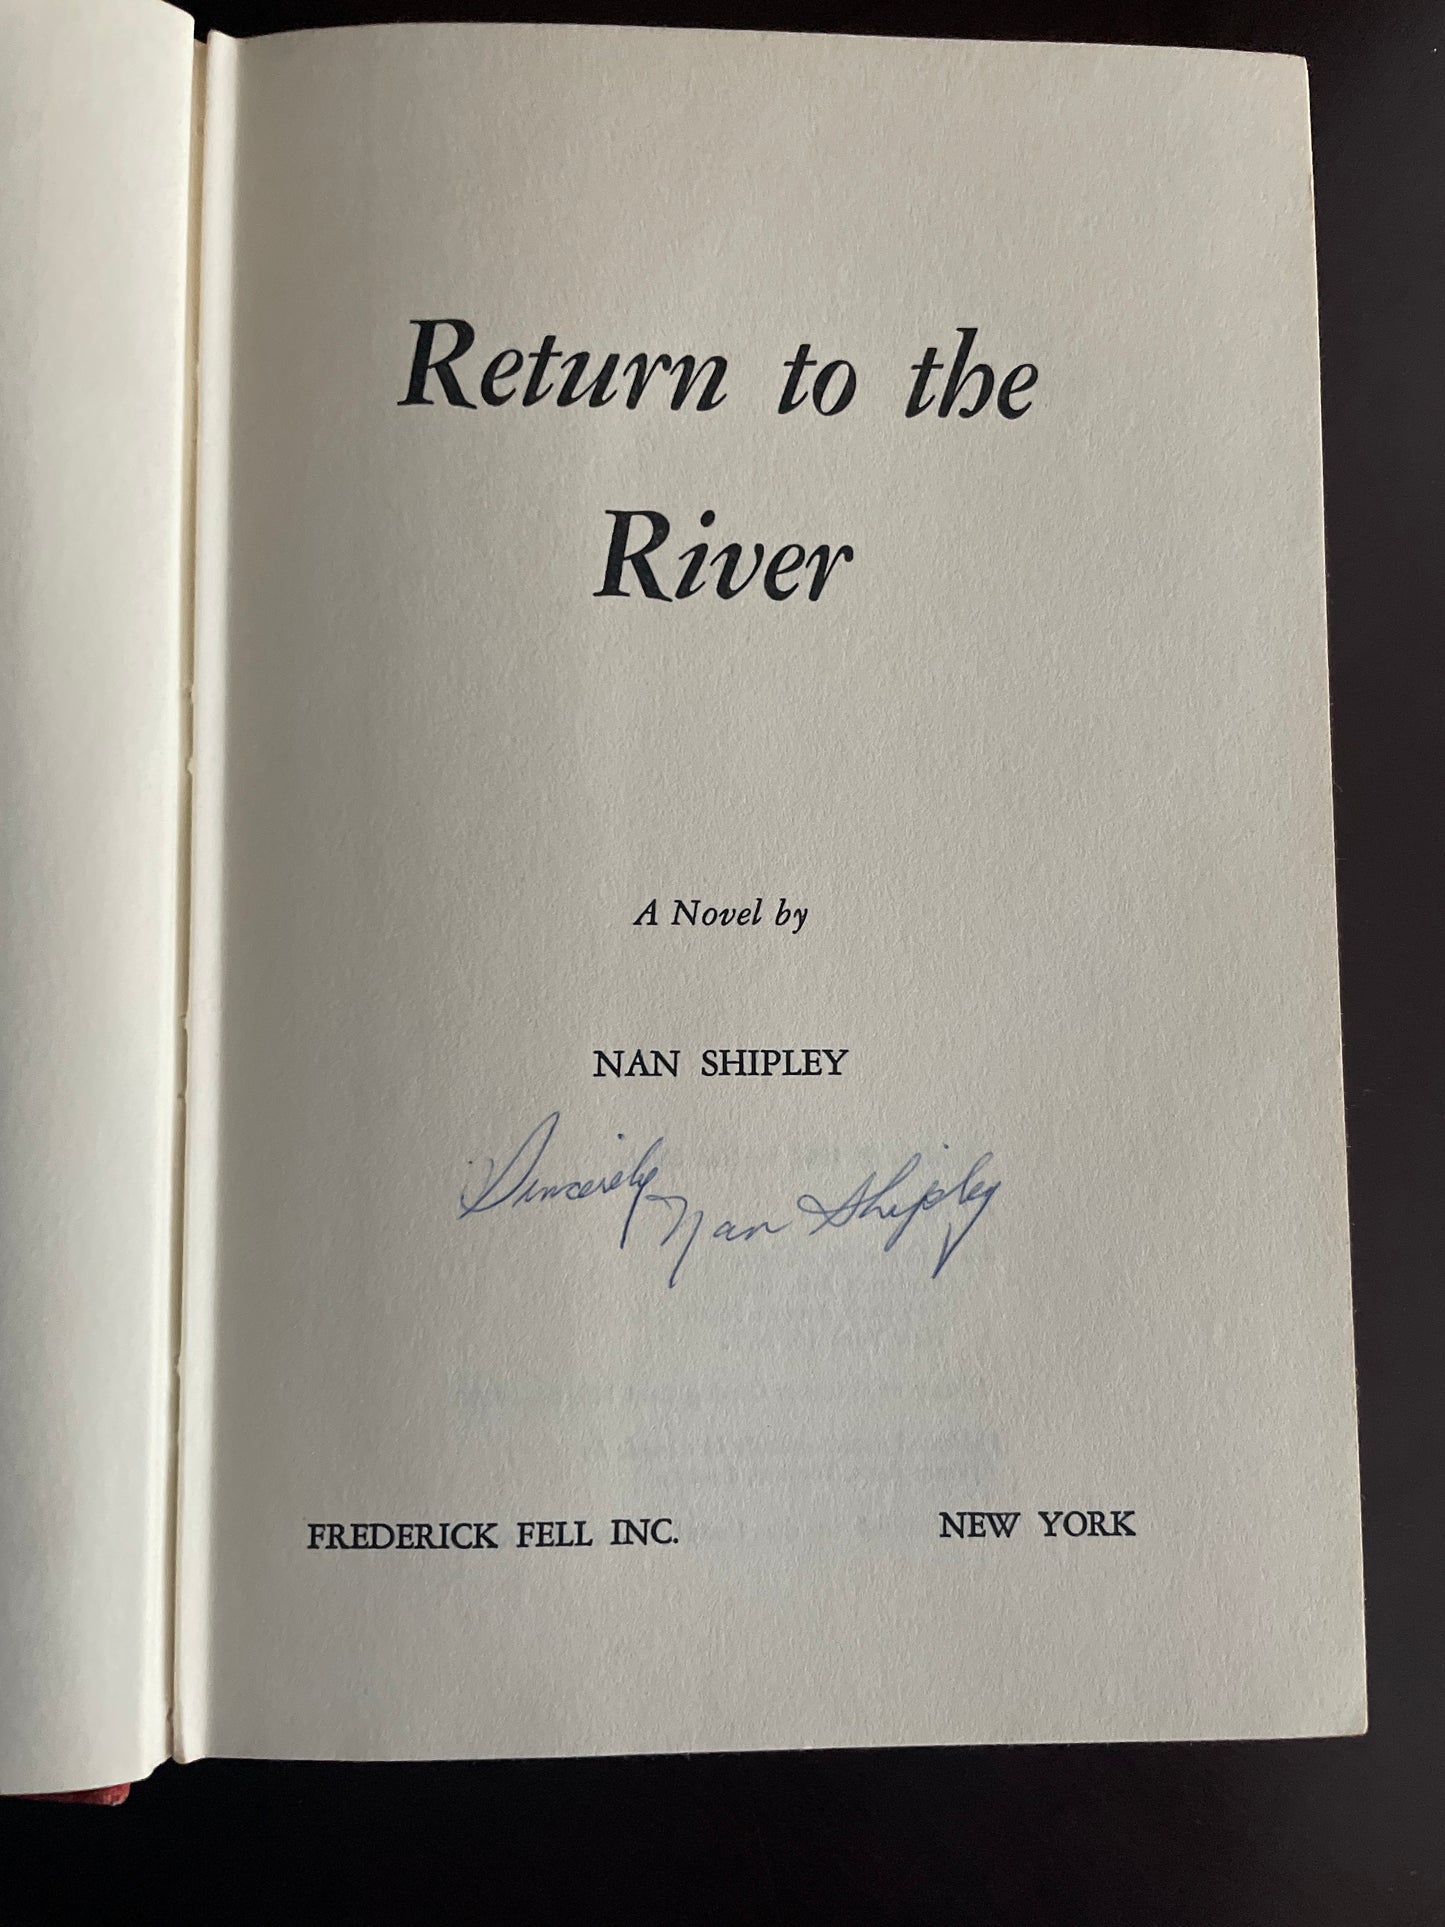 Return to the
River
A Novel by
NAN SHIPLEY
Sincerely Nan Shipley
FREDERICK FELL INC. NEW YORK